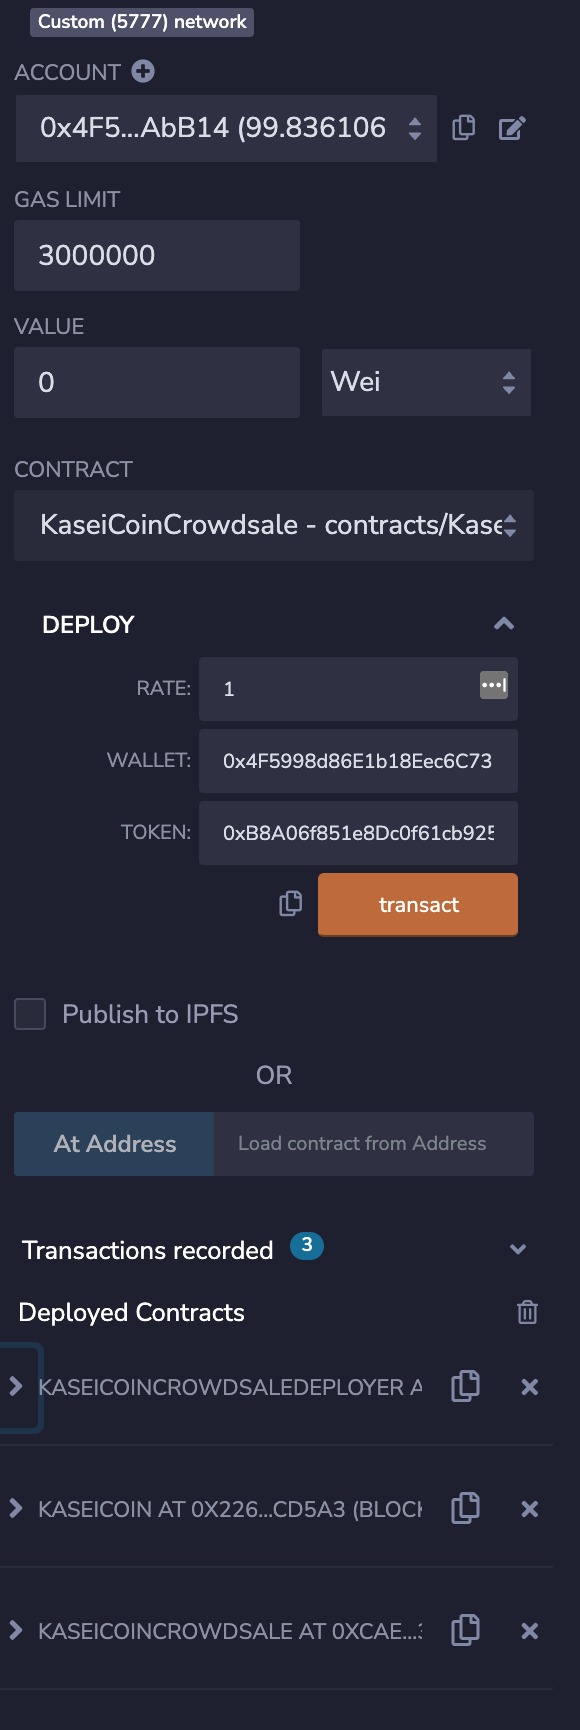 Custom (5777) network
ACCOUNT
0x4F5...AbB14 (99.836106
GAS LIMIT
3000000
VALUE
0
Wei
CONTRACT
KaseiCoinCrowdsale - contracts/Kase
DEPLOY
RATE:
1
WALLET:
0x4F5998d86E1b18Eec6C73
TOKEN:
0xB8A06f851e8Dc0f61cb925
transact
Publish to IPFS
OR
At Address
Load contract from Address
Transactions recorded 3
Deployed Contracts
KASEICOINCROWDSALEDEPLOYER A
KASEICOIN AT 0X226...CD5A3 (BLOCK
KASEICOINCROWDSALE AT 0XCAE...3